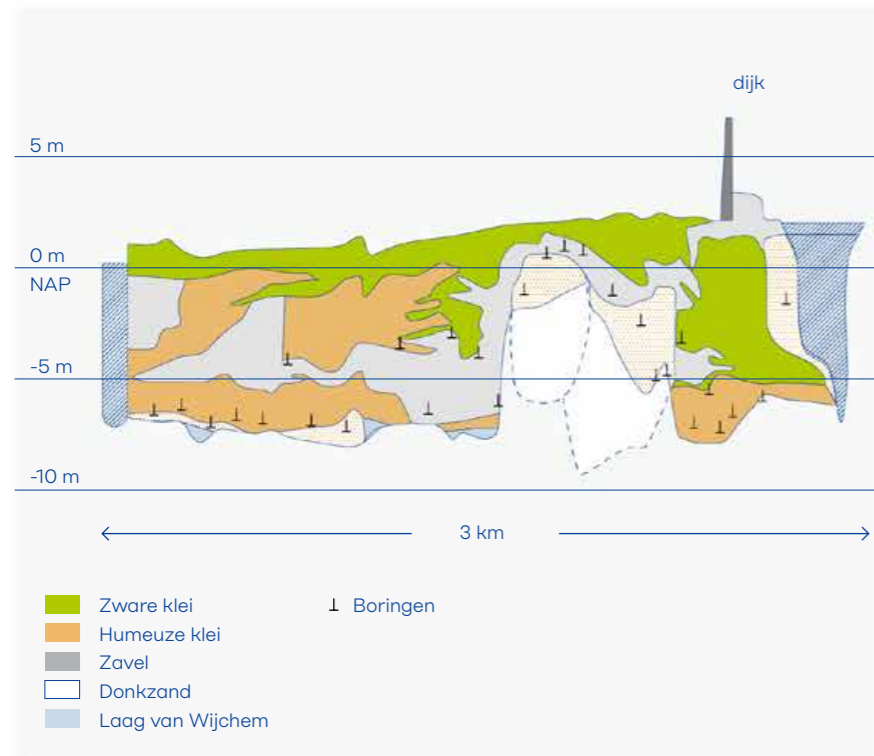 dijk
5 m
0 m
NAP
-5 m
-10 m
3 km
Zware klei
Humeuze klei
Zavel
Donkzand
Laag van Wijchem
Boringen